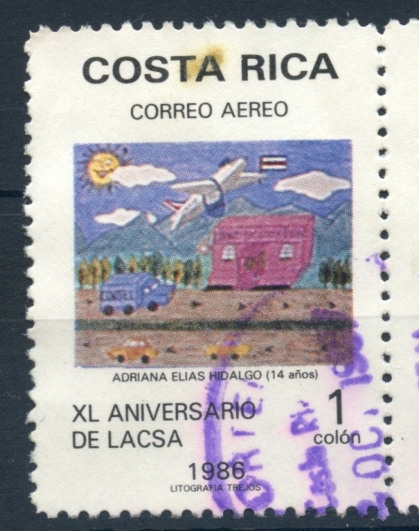 COSTA RICA
CORREO AEREO
ADRIANA ELIAS HIDALGO (14 años)
XL ANIVERSARIO
DE LACSA
1
colón
1986
LITOGRAFIA TREJOS